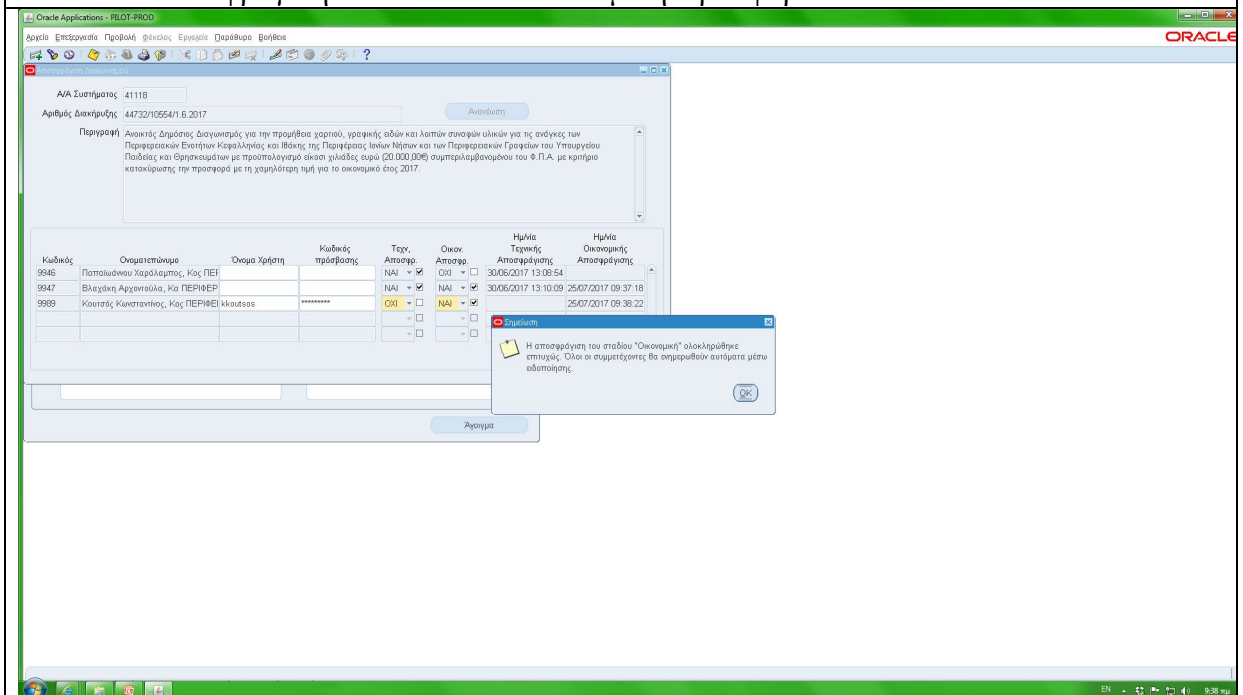 Oracle Applications - PILOT-PROD
Αρχείο Επεξεργασία Προβολή Φάκελος Εργαλεία Παράθυρο Βοήθεια
ORACLE
Αποσφράγιση Διαγωνισμού
Α/Α Συστήματος 41118
Αριθμός Διακήρυξης 44732/10554/1.6.2017
Ανανέωση
Περιγραφή Ανοικτός Δημόσιος Διαγωνισμός για την προμήθεια χαρτιού, γραφικής ειδών και λοιπών συναφών υλικών για τις ανάγκες των
Περιφερειακών Ενοτήτων Κεφαλληνίας και Ιθάκης της Περιφέρειας Ιονίων Νήσων και των Περιφερειακών Γραφείων του Υπουργείου
Παιδείας και Θρησκευμάτων με προϋπολογισμό είκοσι χιλιάδες ευρώ (20.000,00€) συμπεριλαμβανομένου του Φ.Π.Α. με κριτήριο
κατακύρωσης την προσφορά με τη χαμηλότερη τιμή για το οικονομικό έτος 2017.
Κωδικός Ονοματεπώνυμο Όνομα Χρήστη Κωδικός πρόσβασης Τεχν. Αποσφρ. Οικον. Αποσφρ. Ημ/νία Τεχνικής Αποσφράγισης Ημ/νία Οικονομικής Αποσφράγισης
9946 Παπαϊωάννου Χαράλαμπος, Κος ΠΕΡ ΝΑΙ ΟΧΙ 30/06/2017 13:08:54
9947 Βλαχάκη Αρχοντούλα, Κα ΠΕΡΙΦΕΡ ΝΑΙ ΝΑΙ 30/06/2017 13:10:09 25/07/2017 09:37:18
9989 Κουτσός Κωνσταντίνος, Κος ΠΕΡΙΦΕΙ kkoutsos ********* ΟΧΙ ΝΑΙ 25/07/2017 09:38:22
Σημείωση
Η αποσφράγιση του σταδίου "Οικονομική" ολοκληρώθηκε
επιτυχώς. Όλοι οι συμμετέχοντες θα ενημερωθούν αυτόματα μέσω
ειδοποίησης.
OK
Άνοιγμα
EN 9:38 πμ